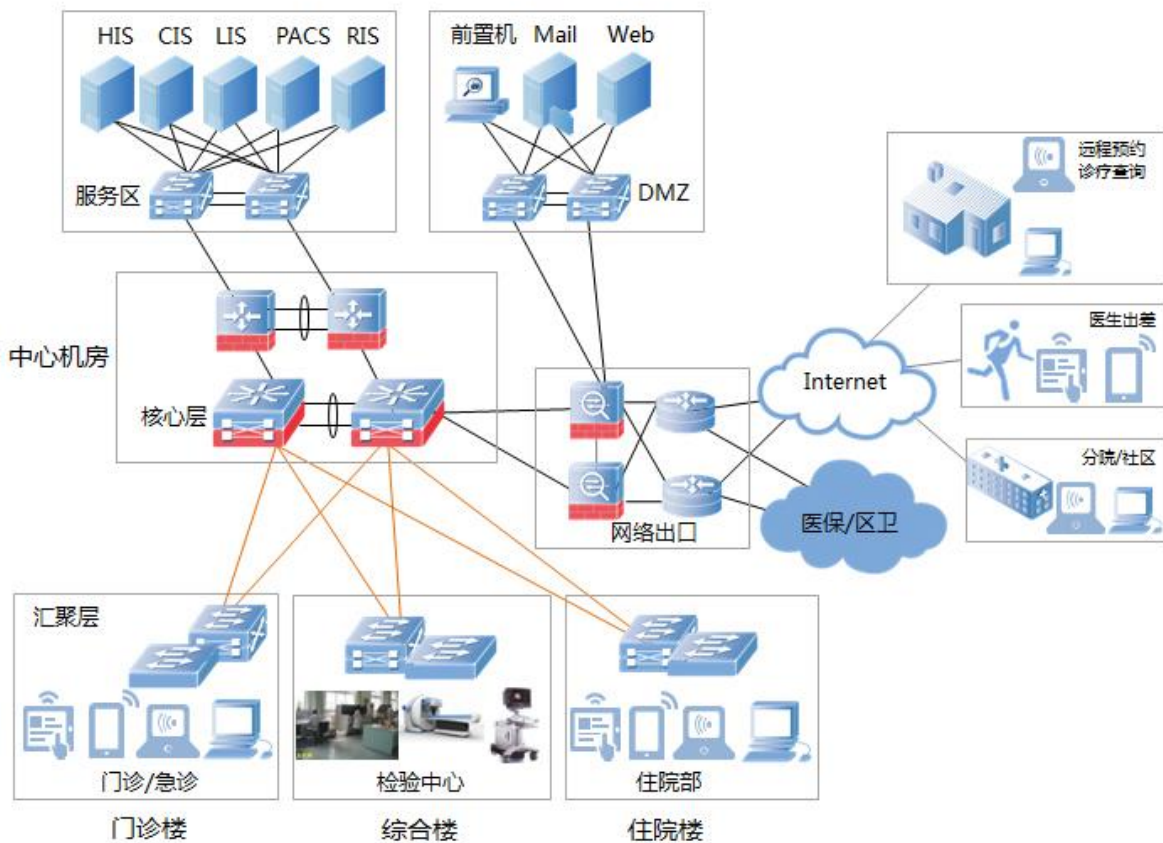 HIS CIS LIS PACS RIS
服务区
前置机 Mail Web
DMZ
远程预约
诊疗查询
中心机房
核心层
Internet
医生出差
分院/社区
医保/区卫
网络出口
汇聚层
门诊/急诊
检验中心
住院部
门诊楼
综合楼
住院楼